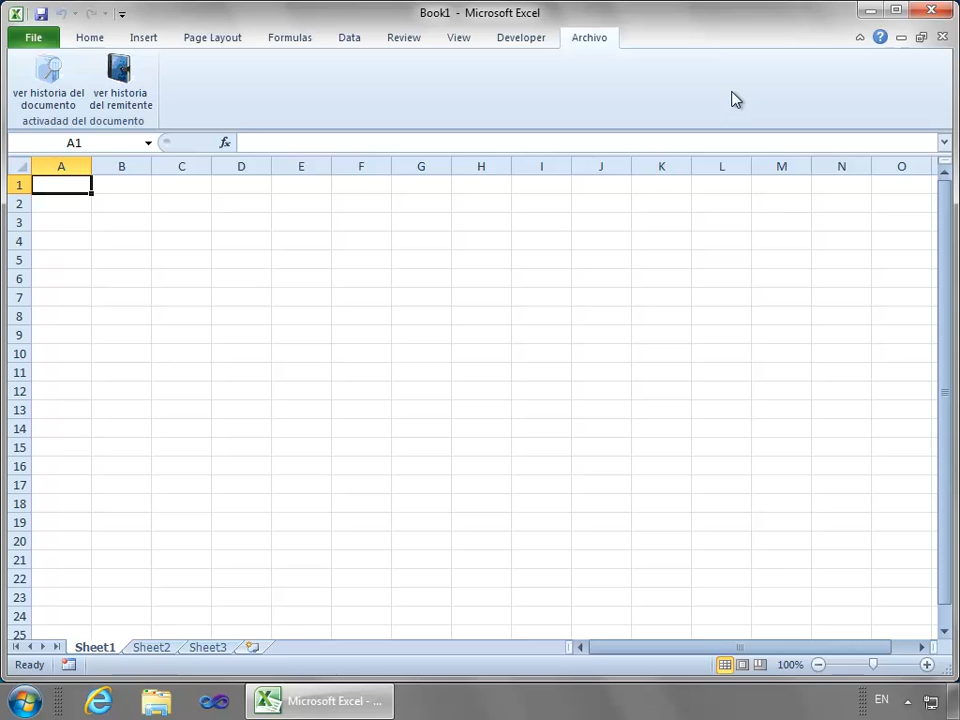 Book1 - Microsoft Excel
File Home Insert Page Layout Formulas Data Review View Developer Archivo
ver historia del documento
ver historia del remitente
activadad del documento
A1 fx
A B C D E F G H I J K L M N O
1
2
3
4
5
6
7
8
9
10
11
12
13
14
15
16
17
18
19
20
21
22
23
24
25
Sheet1 Sheet2 Sheet3
Ready 100%
Microsoft Excel - ... EN